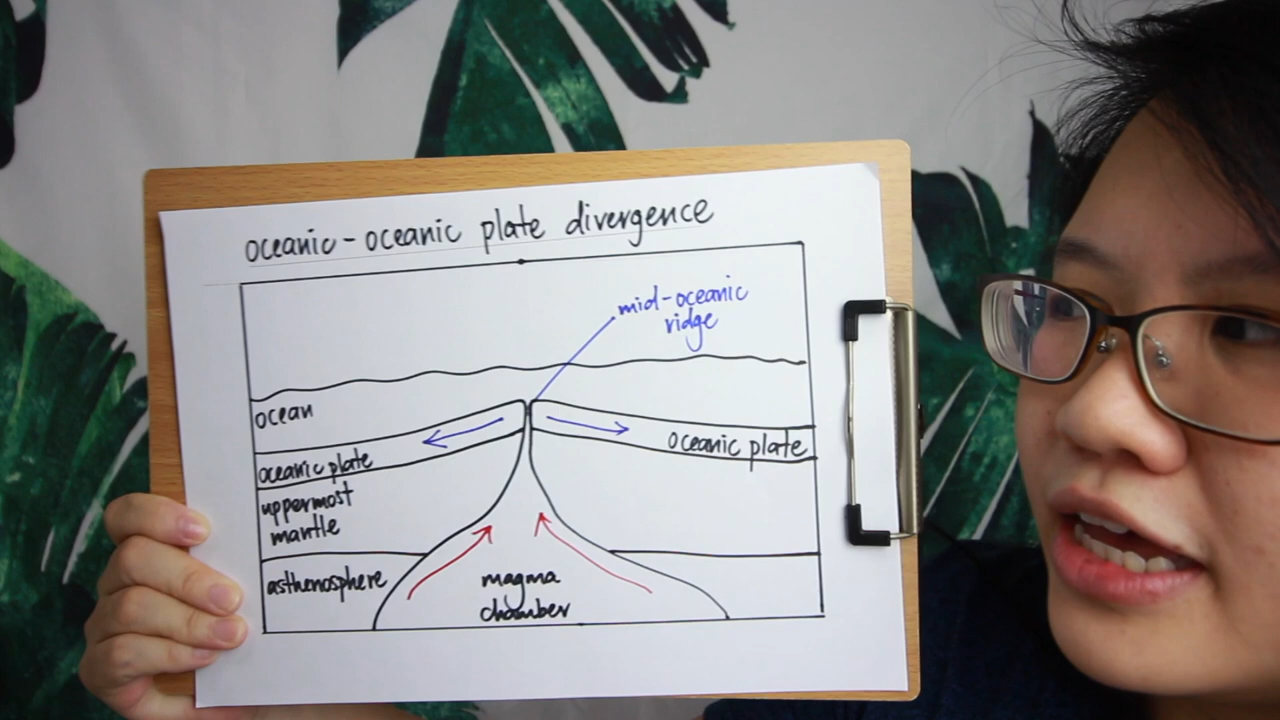 oceanic-oceanic plate divergence
mid-oceanic
ridge
ocean
oceanic plate
oceanic plate
uppermost
mantle
asthenosphere
magma
chamber